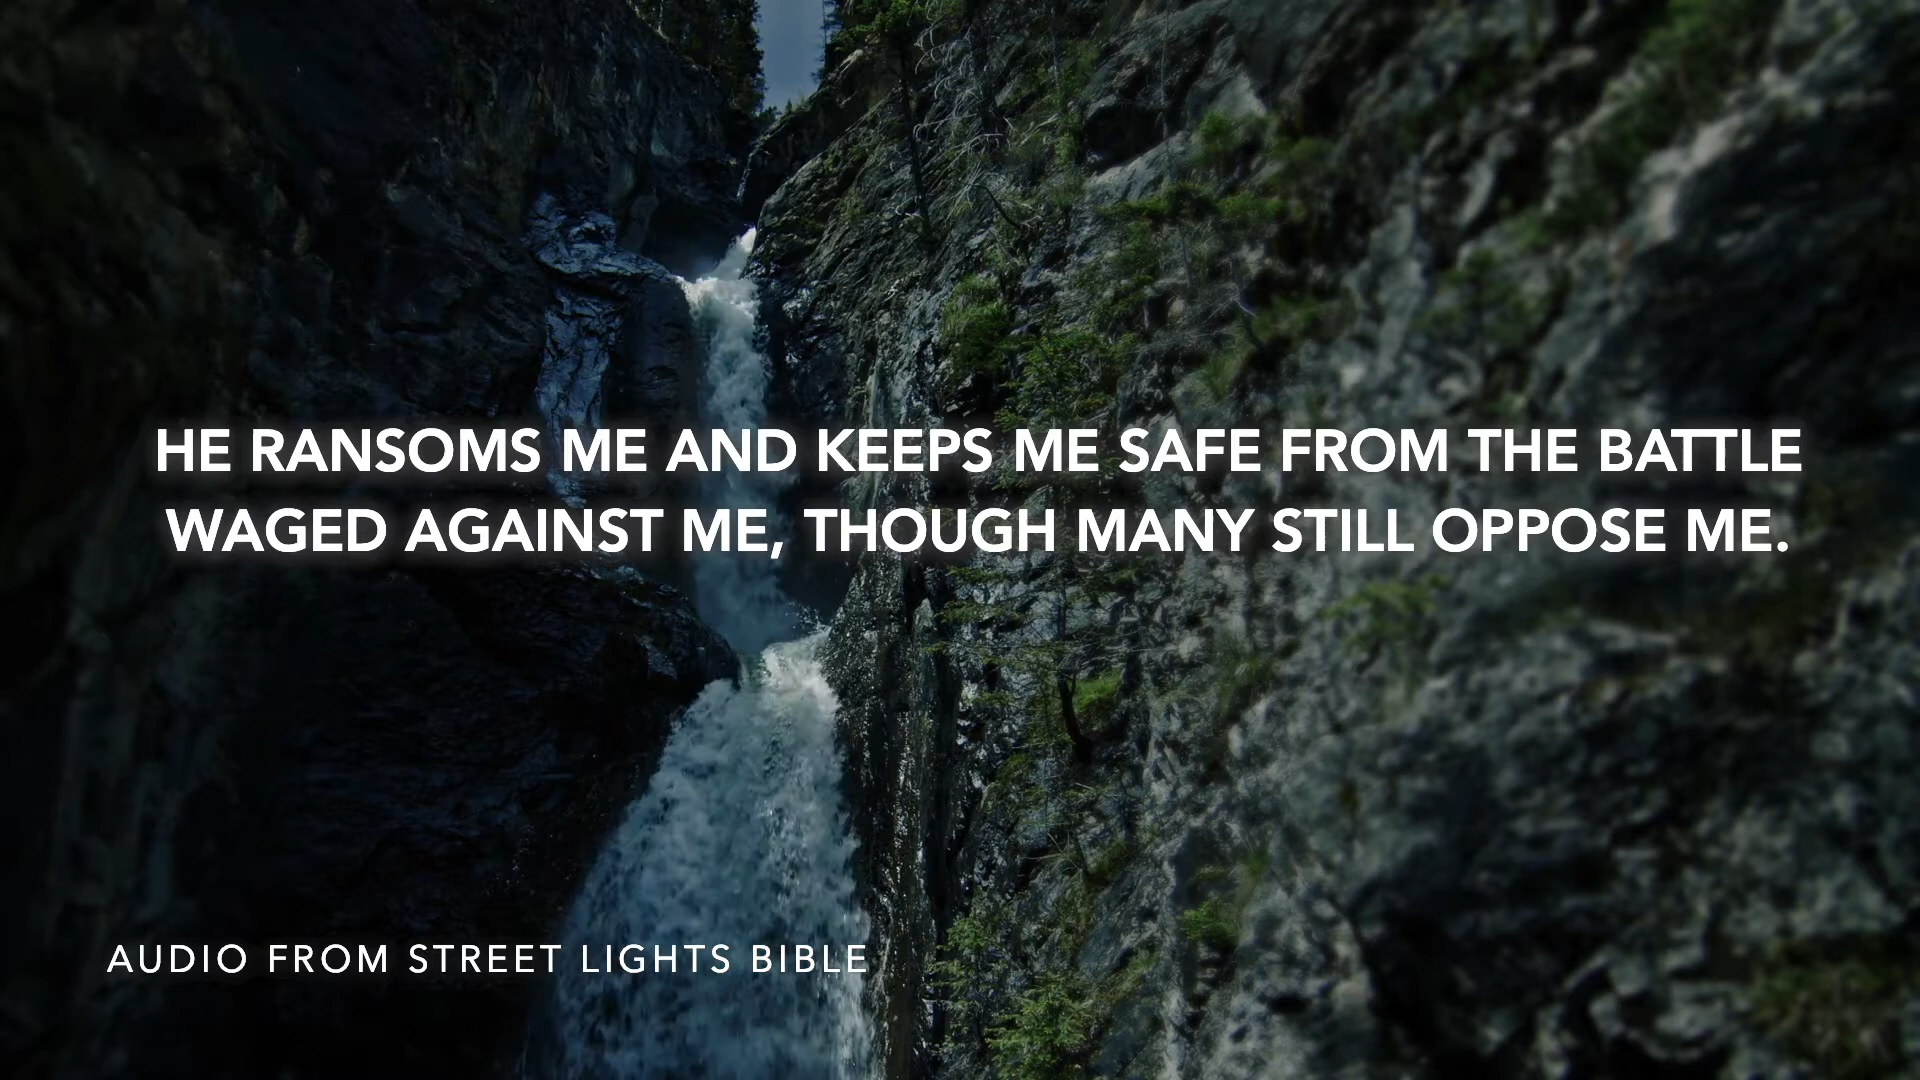 HE RANSOMS ME AND KEEPS ME SAFE FROM THE BATTLE
WAGED AGAINST ME, THOUGH MANY STILL OPPOSE ME.
AUDIO FROM STREET LIGHTS BIBLE